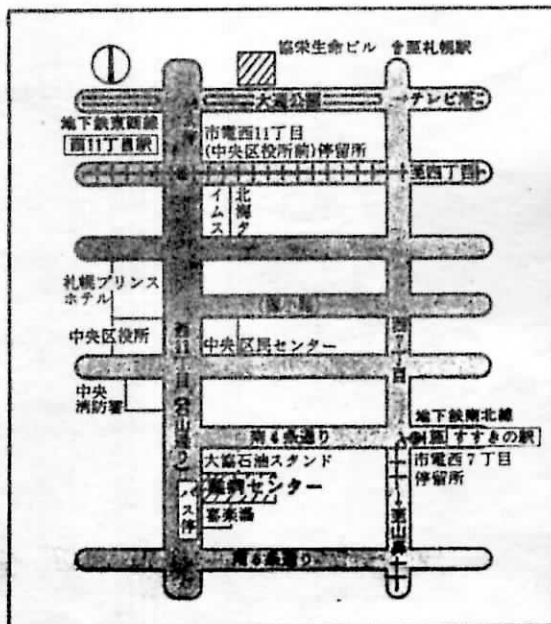 協栄生命ビル
至札幌駅
大通公園
テレビ塔
地下鉄東西線
西11丁目駅
市電西11丁目
(中央区役所前)停留所
至四丁目
北海タ
イムス
札幌プリンス
ホテル
中央区役所
中央区民センター
西11丁目(石山通り)
西7丁目
中央
消防署
地下鉄南北線
南4条通り
すすきの駅
大協石油スタンド
市電西7丁目
停留所
センター
バス停
喜楽湯
南6条通り